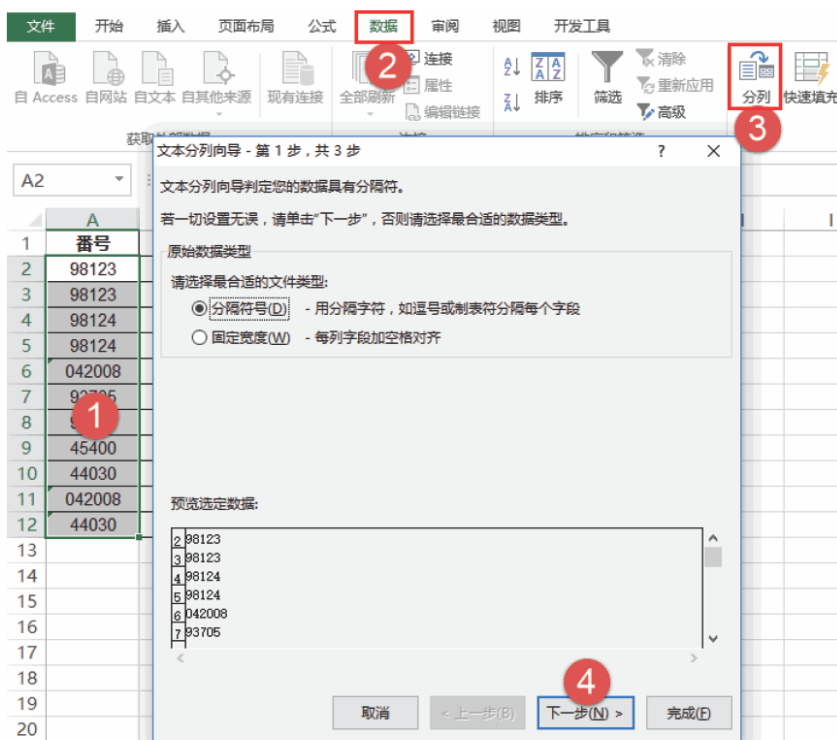 文件 开始 插入 页面布局 公式 数据 审阅 视图 开发工具
2
连接
属性
编辑链接
清除
重新应用
高级
自 Access 自网站 自文本 自其他来源 现有连接 全部刷新 排序 筛选 分列 快速填充
3
A2
文本分列向导 - 第 1 步，共 3 步 ? ×
文本分列向导判定您的数据具有分隔符。
若一切设置无误，请单击“下一步”，否则请选择最合适的数据类型。
原始数据类型
请选择最合适的文件类型:
分隔符号(D) - 用分隔字符，如逗号或制表符分隔每个字段
固定宽度(W) - 每列字段加空格对齐
预览选定数据:
2 98123
3 98123
4 98124
5 98124
6 042008
7 93705
4
取消 < 上一步(B) 下一步(N) > 完成(F)
A I
1 番号
2 98123
3 98123
4 98124
5 98124
6 042008
7
1
8
9 45400
10 44030
11 042008
12 44030
13
14
15
16
17
18
19
20